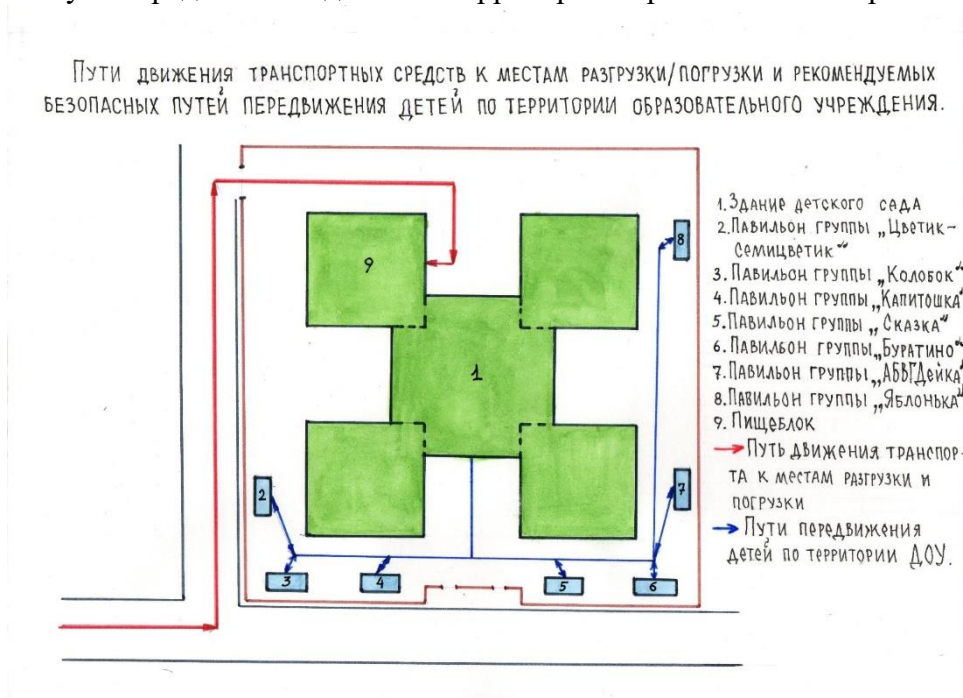 ПУТИ ДВИЖЕНИЯ ТРАНСПОРТНЫХ СРЕДСТВ К МЕСТАМ РАЗГРУЗКИ/ПОГРУЗКИ И РЕКОМЕНДУЕМЫХ
БЕЗОПАСНЫХ ПУТЕЙ ПЕРЕДВИЖЕНИЯ ДЕТЕЙ ПО ТЕРРИТОРИИ ОБРАЗОВАТЕЛЬНОГО УЧРЕЖДЕНИЯ.
1. ЗДАНИЕ ДЕТСКОГО САДА
2. ПАВИЛЬОН ГРУППЫ „ЦВЕТИК-
СЕМИЦВЕТИК“
3. ПАВИЛЬОН ГРУППЫ „КОЛОБОК“
4. ПАВИЛЬОН ГРУППЫ „КАПИТОШКА“
5. ПАВИЛЬОН ГРУППЫ „СКАЗКА“
6. ПАВИЛЬОН ГРУППЫ „БУРАТИНО“
7. ПАВИЛЬОН ГРУППЫ „АБВГДЕЙКА“
8. ПАВИЛЬОН ГРУППЫ „ЯБЛОНЬКА“
9. ПИЩЕБЛОК
ПУТЬ ДВИЖЕНИЯ ТРАНСПОР-
ТА К МЕСТАМ РАЗГРУЗКИ И
ПОГРУЗКИ
ПУТИ ПЕРЕДВИЖЕНИЯ
ДЕТЕЙ ПО ТЕРРИТОРИИ ДОУ.
9
8
1
2
7
3
4
5
6